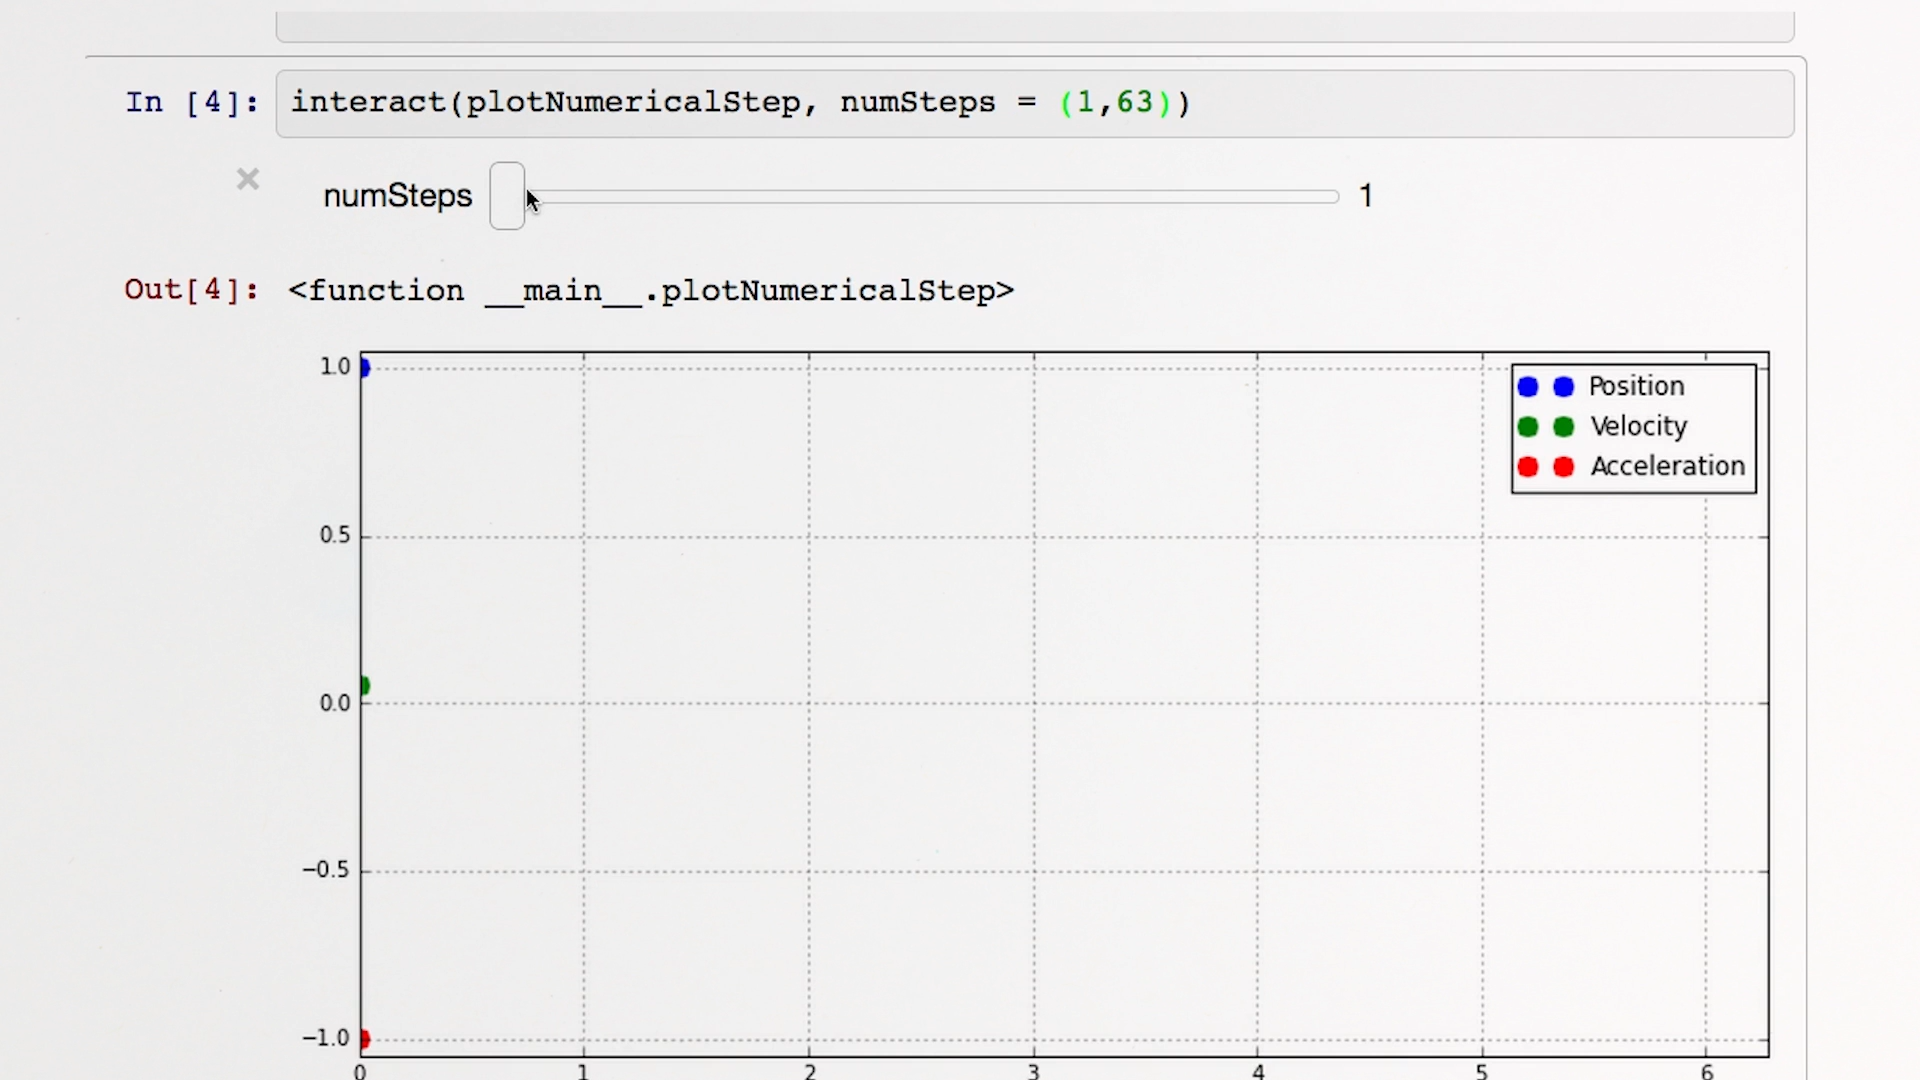 In [4]: interact(plotNumericalStep, numSteps = (1,63))
× numSteps 1
Out[4]: <function __main__.plotNumericalStep>
1.0
Position
Velocity
Acceleration
0.5
0.0
−0.5
−1.0
0 1 2 3 4 5 6